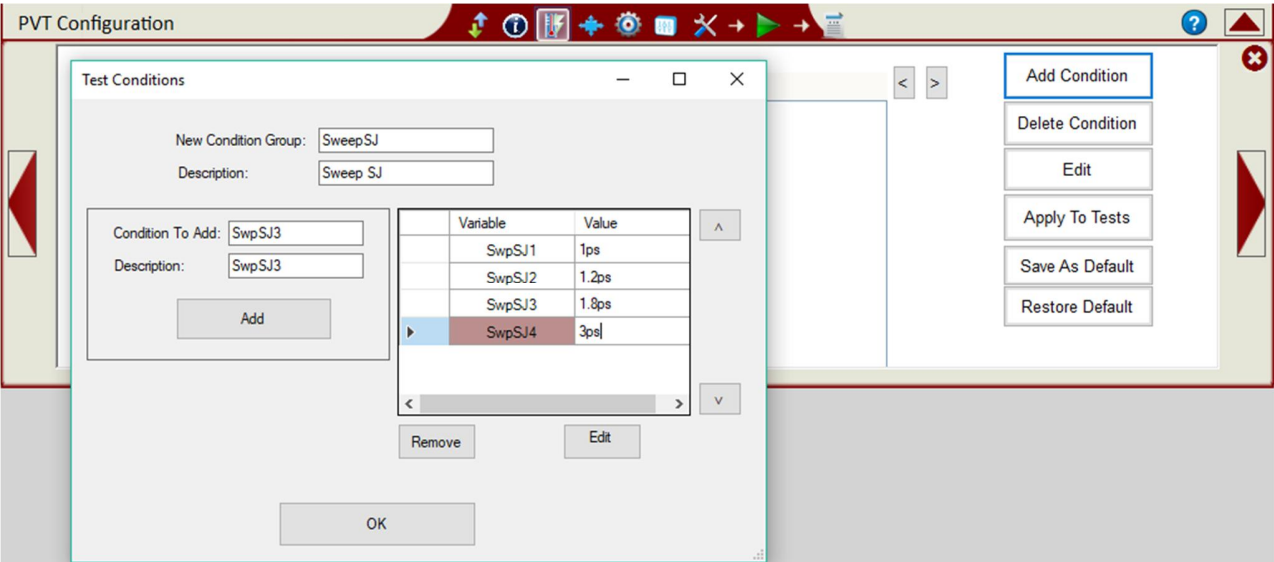 PVT Configuration
Test Conditions
New Condition Group: SweepSJ
Description: Sweep SJ
Condition To Add: SwpSJ3
Description: SwpSJ3
Add
Variable Value
SwpSJ1 1ps
SwpSJ2 1.2ps
SwpSJ3 1.8ps
SwpSJ4 3ps
Remove
Edit
OK
< >
Add Condition
Delete Condition
Edit
Apply To Tests
Save As Default
Restore Default